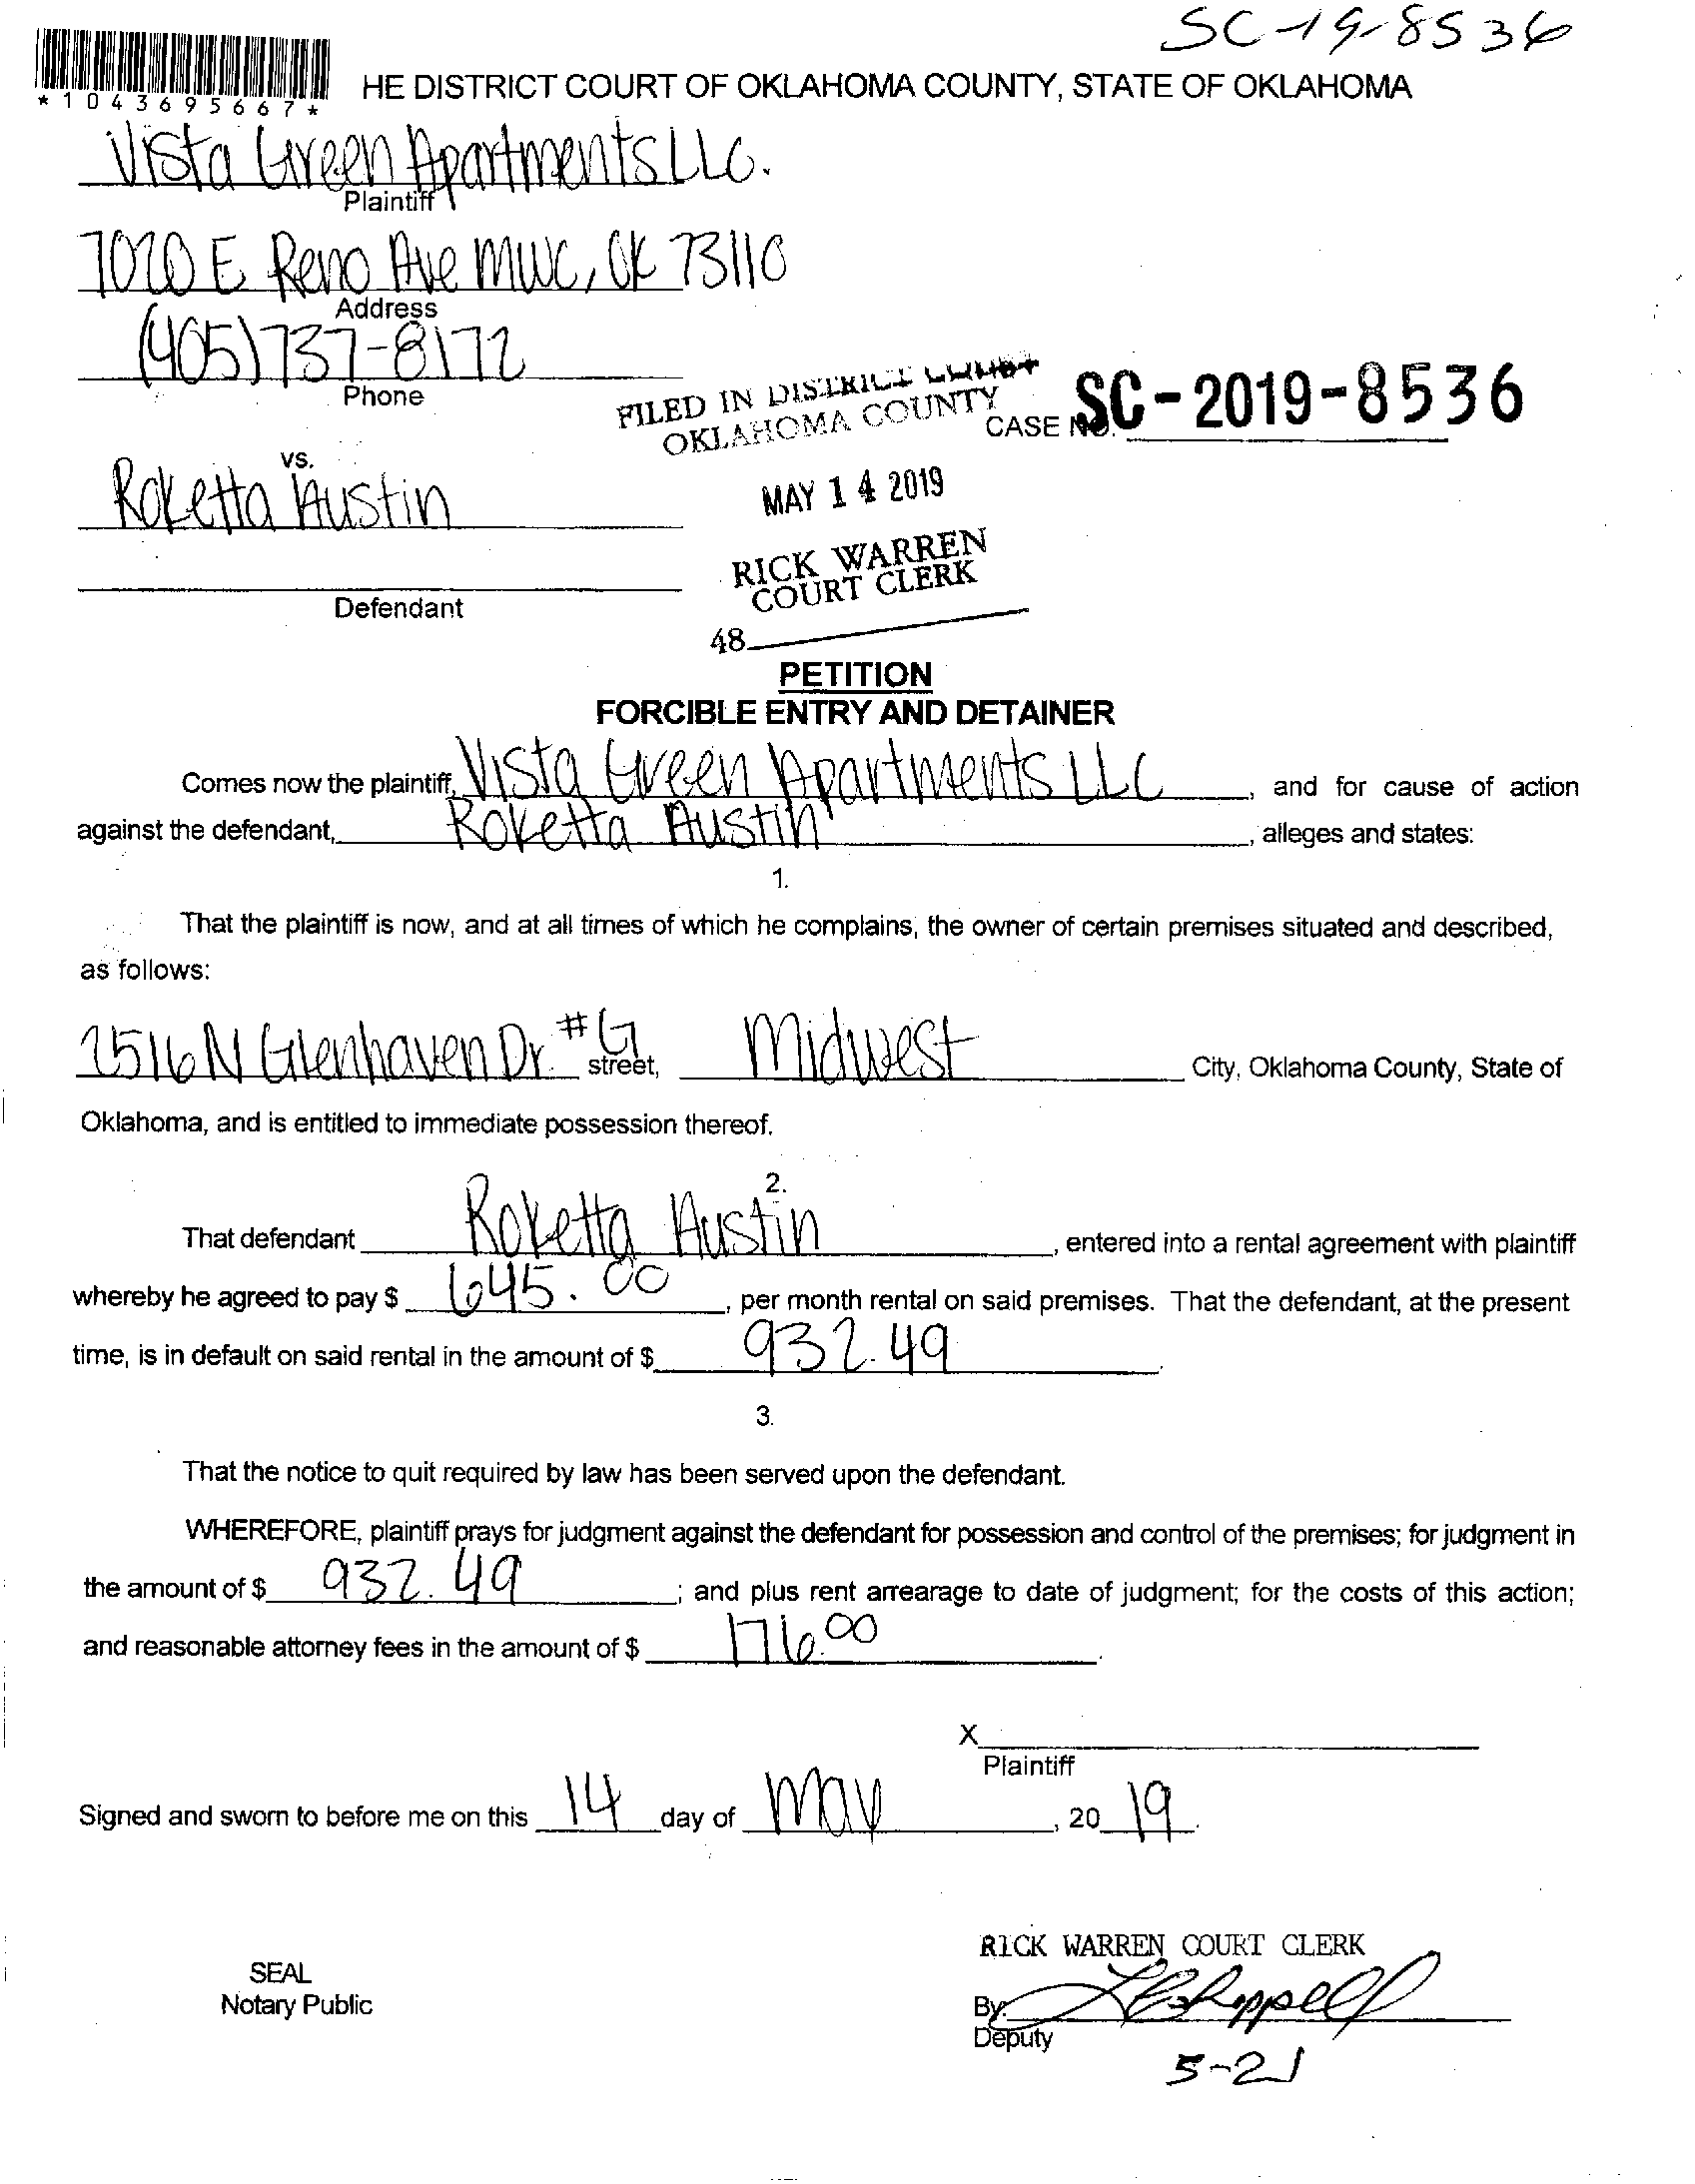 SC-19-8536
*1043695667*
HE DISTRICT COURT OF OKLAHOMA COUNTY, STATE OF OKLAHOMA
Vista Green Apartments LLC.
Plaintiff
7020 E Reno Ave MWC, OK 73110
Address
(405)737-8172
Phone
FILED IN DISTRICT COURT
OKLAHOMA COUNTY
CASE NO. SC-2019-8536
vs.
Roketta Austin
MAY 14 2019
RICK WARREN
COURT CLERK
Defendant
48
PETITION
FORCIBLE ENTRY AND DETAINER
Comes now the plaintiff, Vista Green Apartments LLC, and for cause of action
against the defendant, Roketta Austin, alleges and states:
1.
That the plaintiff is now, and at all times of which he complains, the owner of certain premises situated and described,
as follows:
2516 N Glenhaven Dr. #G street, Midwest City, Oklahoma County, State of
Oklahoma, and is entitled to immediate possession thereof.
2.
That defendant Roketta Austin, entered into a rental agreement with plaintiff
whereby he agreed to pay $ 645.00, per month rental on said premises. That the defendant, at the present
time, is in default on said rental in the amount of $ 932.49.
3.
That the notice to quit required by law has been served upon the defendant.
WHEREFORE, plaintiff prays for judgment against the defendant for possession and control of the premises; for judgment in
the amount of $ 932.49; and plus rent arrearage to date of judgment; for the costs of this action;
and reasonable attorney fees in the amount of $ 176.00.
X
Plaintiff
Signed and sworn to before me on this 14 day of May, 20 19.
RICK WARREN COURT CLERK
SEAL
Notary Public
By:
Deputy
5-21